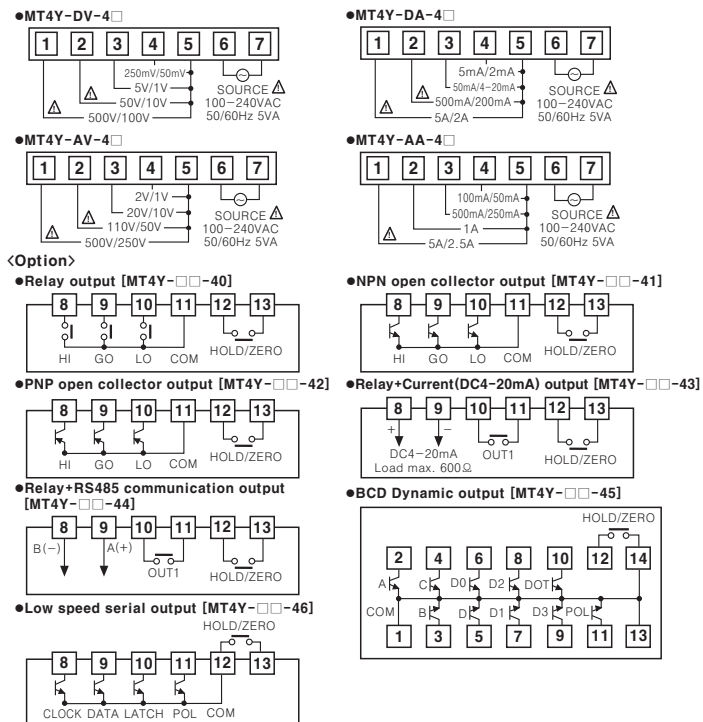 ●MT4Y-DV-4□
1 2 3 4 5 6 7
250mV/50mV
5V/1V
50V/10V
500V/100V
SOURCE
100-240VAC
50/60Hz 5VA
●MT4Y-DA-4□
1 2 3 4 5 6 7
5mA/2mA
50mA/4-20mA
500mA/200mA
5A/2A
SOURCE
100-240VAC
50/60Hz 5VA
●MT4Y-AV-4□
1 2 3 4 5 6 7
2V/1V
20V/10V
110V/50V
500V/250V
SOURCE
100-240VAC
50/60Hz 5VA
●MT4Y-AA-4□
1 2 3 4 5 6 7
100mA/50mA
500mA/250mA
1A
5A/2.5A
SOURCE
100-240VAC
50/60Hz 5VA
<Option>
●Relay output [MT4Y-□□-40]
8 9 10 11 12 13
HI GO LO COM HOLD/ZERO
●NPN open collector output [MT4Y-□□-41]
8 9 10 11 12 13
HI GO LO COM HOLD/ZERO
●PNP open collector output [MT4Y-□□-42]
8 9 10 11 12 13
HI GO LO COM HOLD/ZERO
●Relay+Current(DC4-20mA) output [MT4Y-□□-43]
8 9 10 11 12 13
+ −
DC4-20mA OUT1 HOLD/ZERO
Load max. 600Ω
●Relay+RS485 communication output
[MT4Y-□□-44]
8 9 10 11 12 13
B(−) A(+)
OUT1 HOLD/ZERO
●BCD Dynamic output [MT4Y-□□-45]
HOLD/ZERO
2 4 6 8 10 12 14
A C D0 D2 DOT
COM B D D1 D3 POL
1 3 5 7 9 11 13
●Low speed serial output [MT4Y-□□-46]
HOLD/ZERO
8 9 10 11 12 13
CLOCK DATA LATCH POL COM